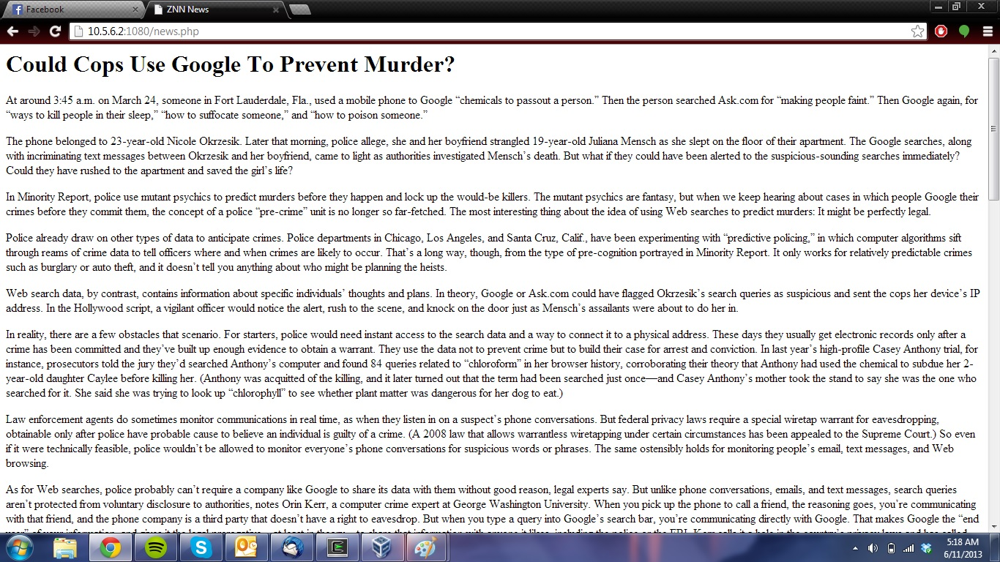 Facebook
ZNN News
10.5.6.2:1080/news.php
Could Cops Use Google To Prevent Murder?
At around 3:45 a.m. on March 24, someone in Fort Lauderdale, Fla., used a mobile phone to Google “chemicals to passout a person.” Then the person searched Ask.com for “making people faint.” Then Google again, for
“ways to kill people in their sleep,” “how to suffocate someone,” and “how to poison someone.”
The phone belonged to 23-year-old Nicole Okrzesik. Later that morning, police allege, she and her boyfriend strangled 19-year-old Juliana Mensch as she slept on the floor of their apartment. The Google searches, along
with incriminating text messages between Okrzesik and her boyfriend, came to light as authorities investigated Mensch’s death. But what if they could have been alerted to the suspicious-sounding searches immediately?
Could they have rushed to the apartment and saved the girl’s life?
In Minority Report, police use mutant psychics to predict murders before they happen and lock up the would-be killers. The mutant psychics are fantasy, but when we keep hearing about cases in which people Google their
crimes before they commit them, the concept of a police “pre-crime” unit is no longer so far-fetched. The most interesting thing about the idea of using Web searches to predict murders: It might be perfectly legal.
Police already draw on other types of data to anticipate crimes. Police departments in Chicago, Los Angeles, and Santa Cruz, Calif., have been experimenting with “predictive policing,” in which computer algorithms sift
through reams of crime data to tell officers where and when crimes are likely to occur. That’s a long way, though, from the type of pre-cognition portrayed in Minority Report. It only works for relatively predictable crimes
such as burglary or auto theft, and it doesn’t tell you anything about who might be planning the heists.
Web search data, by contrast, contains information about specific individuals’ thoughts and plans. In theory, Google or Ask.com could have flagged Okrzesik’s search queries as suspicious and sent the cops her device’s IP
address. In the Hollywood script, a vigilant officer would notice the alert, rush to the scene, and knock on the door just as Mensch’s assailants were about to do her in.
In reality, there are a few obstacles that scenario. For starters, police would need instant access to the search data and a way to connect it to a physical address. These days they usually get electronic records only after a
crime has been committed and they’ve built up enough evidence to obtain a warrant. They use the data not to prevent crime but to build their case for arrest and conviction. In last year’s high-profile Casey Anthony trial, for
instance, prosecutors told the jury they’d searched Anthony’s computer and found 84 queries related to “chloroform” in her browser history, corroborating their theory that Anthony had used the chemical to subdue her 2-
year-old daughter Caylee before killing her. (Anthony was acquitted of the killing, and it later turned out that the term had been searched just once—and Casey Anthony’s mother took the stand to say she was the one who
searched for it. She said she was trying to look up “chlorophyll” to see whether plant matter was dangerous for her dog to eat.)
Law enforcement agents do sometimes monitor communications in real time, as when they listen in on a suspect’s phone conversations. But federal privacy laws require a special wiretap warrant for eavesdropping,
obtainable only after police have probable cause to believe an individual is guilty of a crime. (A 2008 law that allows warrantless wiretapping under certain circumstances has been appealed to the Supreme Court.) So even
if it were technically feasible, police wouldn’t be allowed to monitor everyone’s phone conversations for suspicious words or phrases. The same ostensibly holds for monitoring people’s email, text messages, and Web
browsing.
As for Web searches, police probably can’t require a company like Google to share its data with them without good reason, legal experts say. But unlike phone conversations, emails, and text messages, search queries
aren’t protected from voluntary disclosure to authorities, notes Orin Kerr, a computer crime expert at George Washington University. When you pick up the phone to call a friend, the reasoning goes, you’re communicating
with that friend, and the phone company is a third party that doesn’t have a right to eavesdrop. But when you type a query into Google’s search bar, you’re communicating directly with Google. That makes Google the “end
5:18 AM
6/11/2013